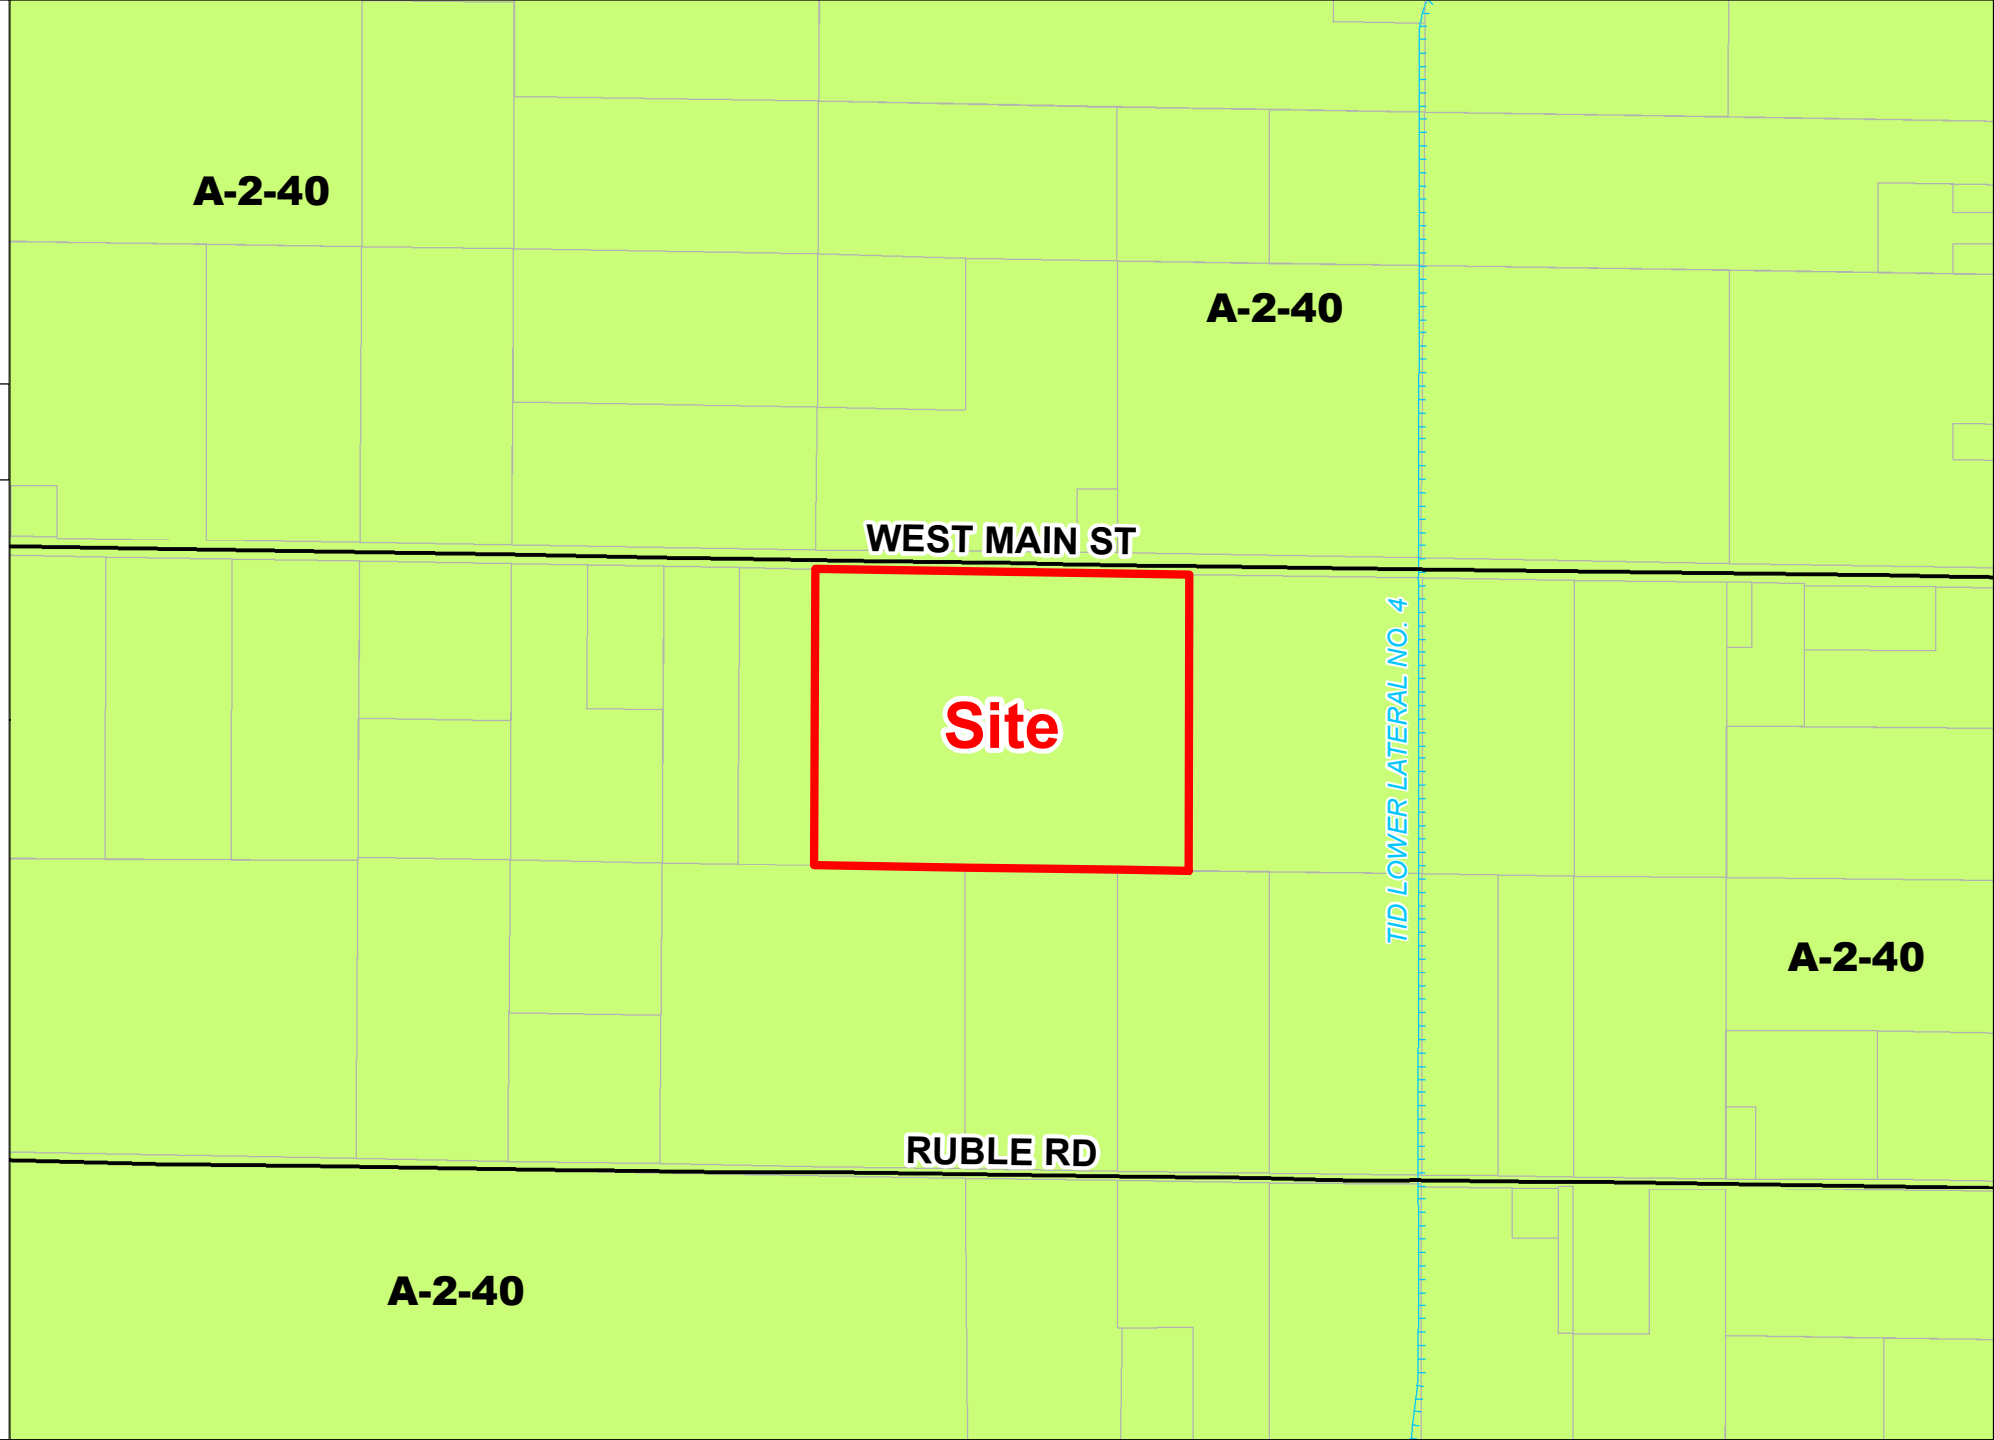 A-2-40
A-2-40
WEST MAIN ST
Site
TID LOWER LATERAL NO. 4
A-2-40
RUBLE RD
A-2-40